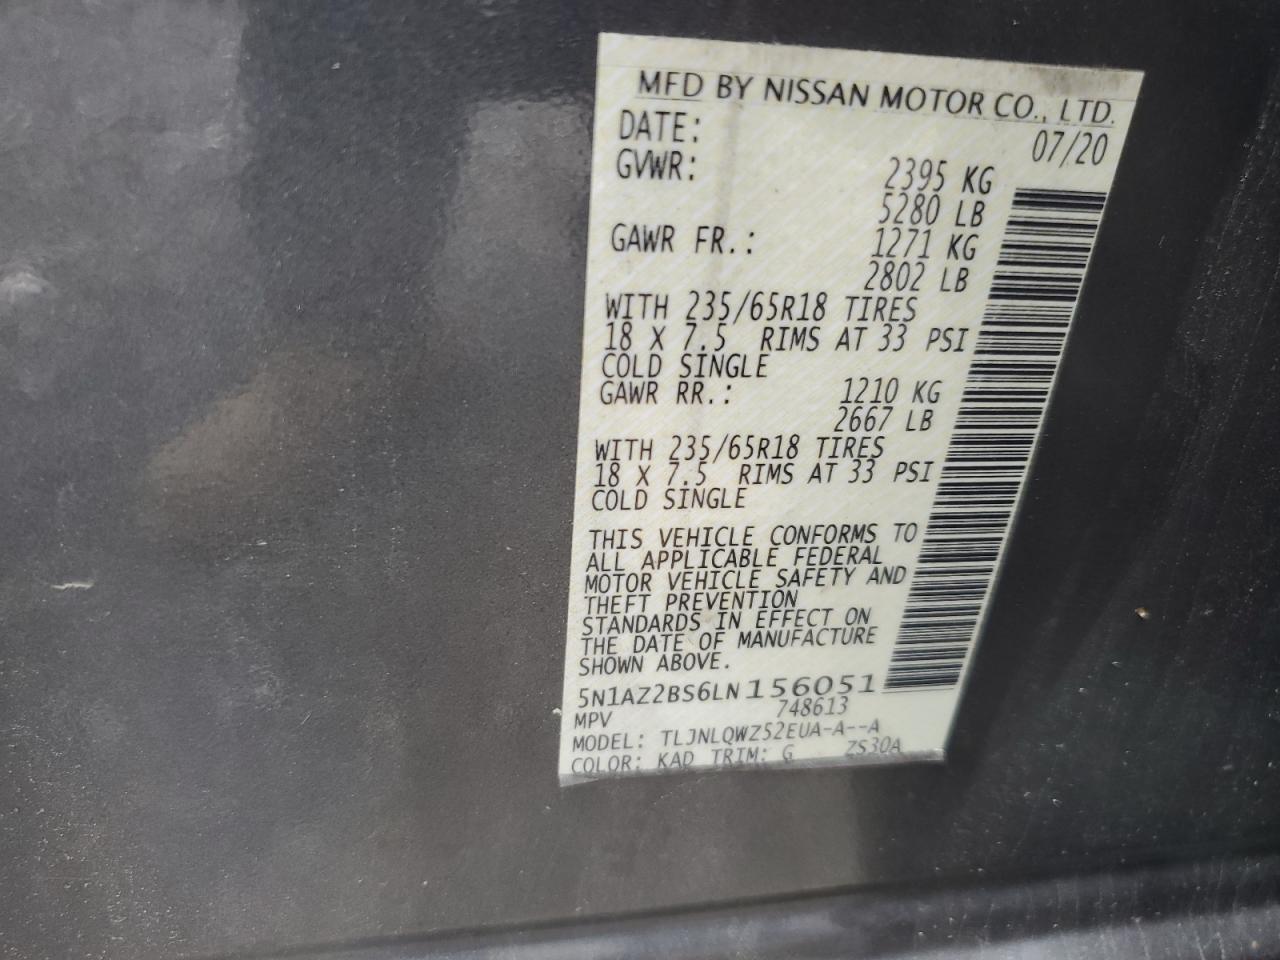 MFD BY NISSAN MOTOR CO., LTD.
DATE: 07/20
GVWR: 2395 KG
5280 LB
GAWR FR.: 1271 KG
2802 LB
WITH 235/65R18 TIRES
18 X 7.5 RIMS AT 33 PSI
COLD SINGLE
GAWR RR.: 1210 KG
2667 LB
WITH 235/65R18 TIRES
18 X 7.5 RIMS AT 33 PSI
COLD SINGLE
THIS VEHICLE CONFORMS TO
ALL APPLICABLE FEDERAL
MOTOR VEHICLE SAFETY AND
THEFT PREVENTION
STANDARDS IN EFFECT ON
THE DATE OF MANUFACTURE
SHOWN ABOVE.
5N1AZ2BS6LN156051
MPV 748613
MODEL: TLJNLQWZ52EUA-A--A
COLOR: KAD TRIM: G ZS30A